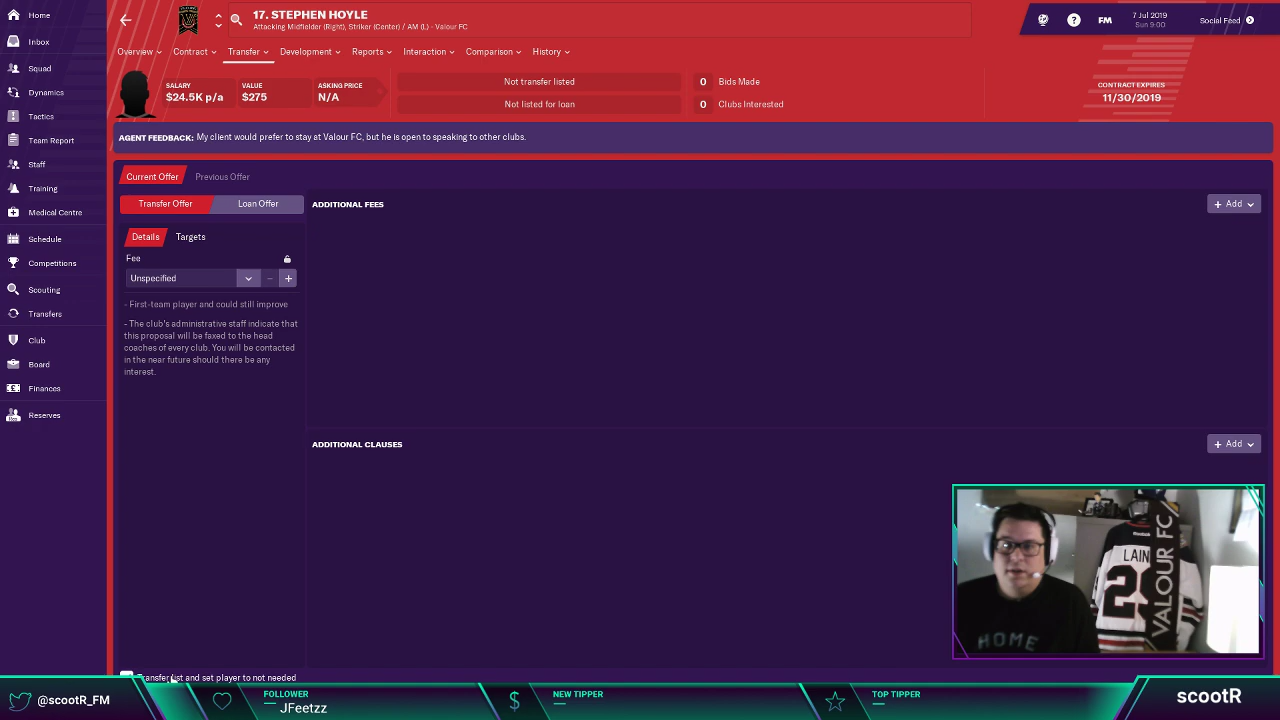 17. STEPHEN HOYLE
Attacking Midfielder (Right), Striker (Center) / AM (L) - Valour FC
FM
7 Jul 2019
Sun 9:00
Social Feed
Home
Inbox
Squad
Dynamics
Tactics
Team Report
Staff
Training
Medical Centre
Schedule
Competitions
Scouting
Transfers
Club
Board
Finances
Reserves
Overview
Contract
Transfer
Development
Reports
Interaction
Comparison
History
SALARY
$24.5K p/a
VALUE
$275
ASKING PRICE
N/A
Not transfer listed
Not listed for loan
0 Bids Made
0 Clubs Interested
CONTRACT EXPIRES
11/30/2019
AGENT FEEDBACK: My client would prefer to stay at Valour FC, but he is open to speaking to other clubs.
Current Offer
Previous Offer
Transfer Offer
Loan Offer
Details
Targets
Fee
Unspecified
- First-team player and could still improve
- The club's administrative staff indicate that
this proposal will be faxed to the head
coaches of every club. You will be contacted
in the near future should there be any
interest.
ADDITIONAL FEES
+ Add
ADDITIONAL CLAUSES
+ Add
LAIN
2
VALOUR FC
HOME
Transfer list and set player to not needed
@scootR_FM
FOLLOWER
JFeetzz
NEW TIPPER
TOP TIPPER
scootR